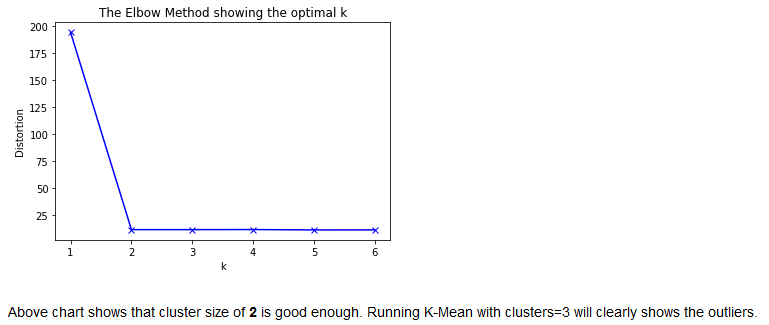 The Elbow Method showing the optimal k
200
175
150
125
100
75
50
25
Distortion
1 2 3 4 5 6
k
Above chart shows that cluster size of 2 is good enough. Running K-Mean with clusters=3 will clearly shows the outliers.